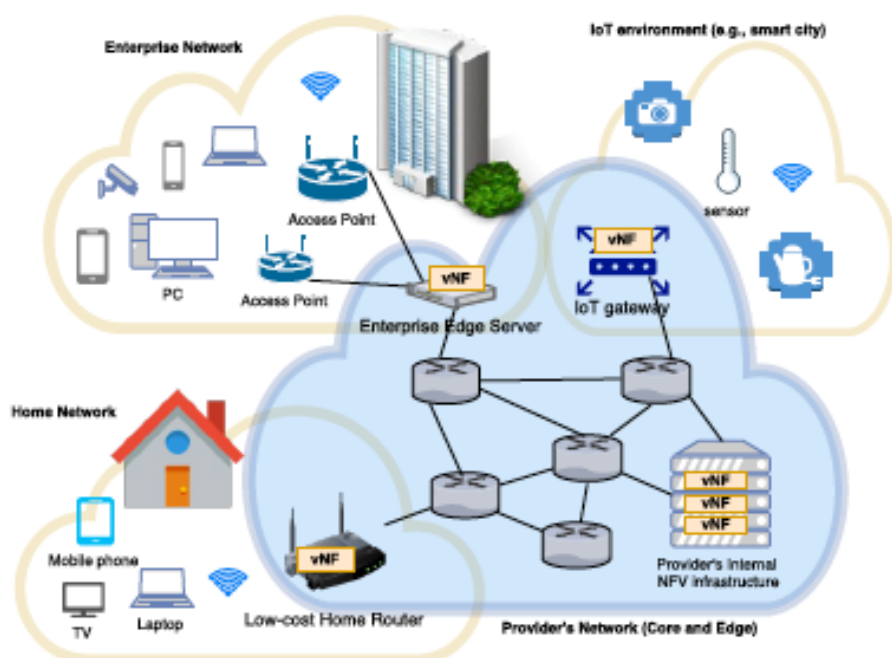 Enterprise Network
IoT environment (e.g., smart city)
Access Point
sensor
vNF
PC
Access Point
vNF
IoT gateway
Enterprise Edge Server
Home Network
vNF
vNF
vNF
Mobile phone
vNF
Provider's Internal
NFV infrastructure
TV
Laptop
Low-cost Home Router
Provider's Network (Core and Edge)